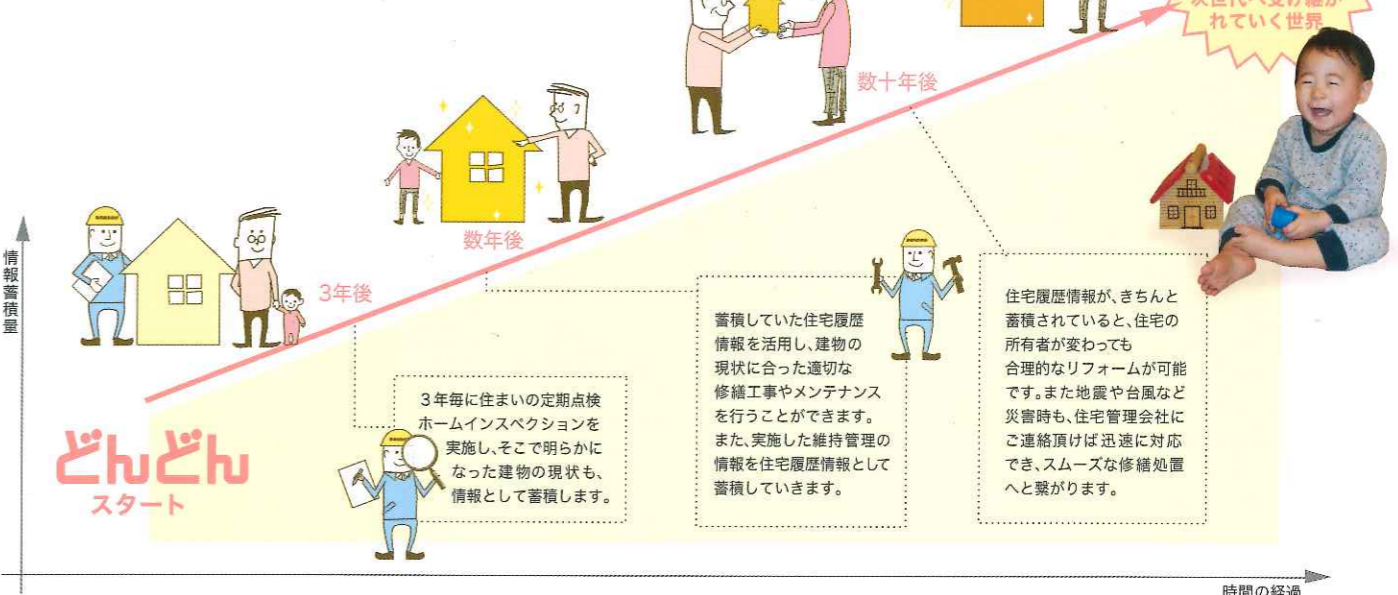 次世代へ受け継が
れていく世界
数十年後
数年後
3年後
情報蓄積量
どんどん
スタート
3年毎に住まいの定期点検
ホームインスペクションを
実施し、そこで明らかに
なった建物の現状も、
情報として蓄積します。
蓄積していた住宅履歴
情報を活用し、建物の
現状に合った適切な
修繕工事やメンテナンス
を行うことができます。
また、実施した維持管理の
情報を住宅履歴情報として
蓄積していきます。
住宅履歴情報が、きちんと
蓄積されていると、住宅の
所有者が変わっても
合理的なリフォームが可能
です。また地震や台風など
災害時も、住宅管理会社に
ご連絡頂けば迅速に対応
でき、スムーズな修繕処置
へと繋がります。
時間の経過